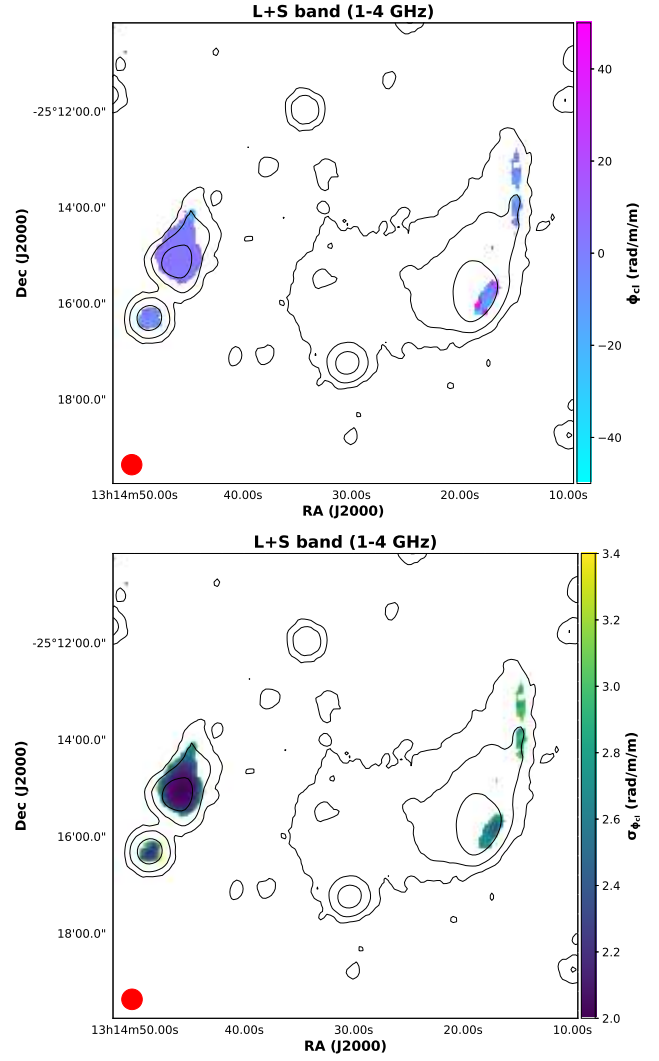 L+S band (1-4 GHz)
-25°12'00.0"
14'00.0"
16'00.0"
18'00.0"
Dec (J2000)
13h14m50.00s 40.00s 30.00s 20.00s 10.00s
RA (J2000)
40
20
0
−20
−40
ϕcl (rad/m/m)
L+S band (1-4 GHz)
-25°12'00.0"
14'00.0"
16'00.0"
18'00.0"
Dec (J2000)
13h14m50.00s 40.00s 30.00s 20.00s 10.00s
RA (J2000)
3.4
3.2
3.0
2.8
2.6
2.4
2.2
2.0
σϕcl (rad/m/m)